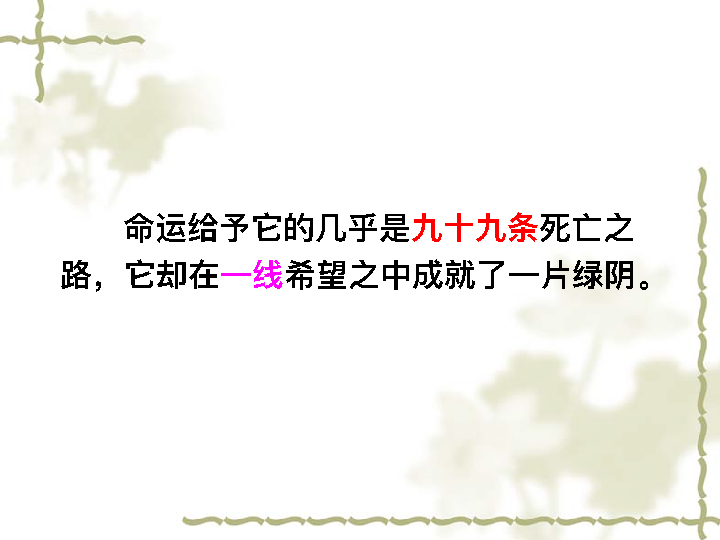 命运给予它的几乎是九十九条死亡之
路，它却在一线希望之中成就了一片绿阴。